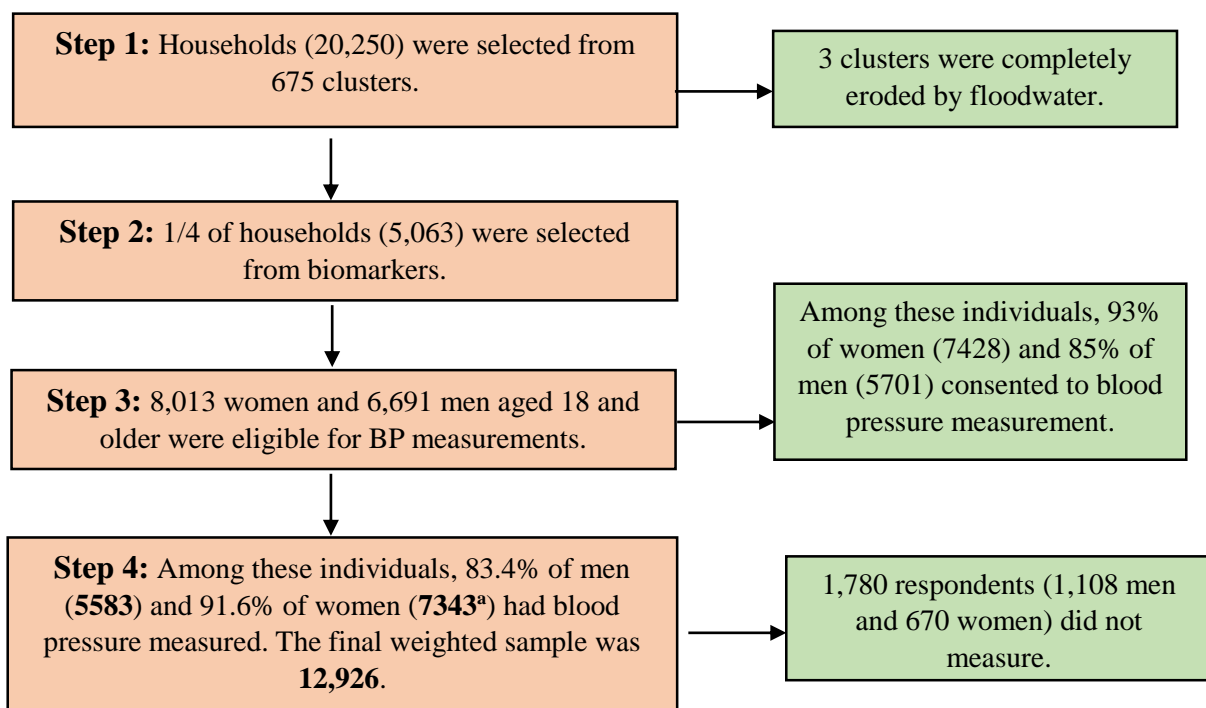 Step 1: Households (20,250) were selected from
675 clusters.
3 clusters were completely
eroded by floodwater.
Step 2: 1/4 of households (5,063) were selected
from biomarkers.
Step 3: 8,013 women and 6,691 men aged 18 and
older were eligible for BP measurements.
Among these individuals, 93%
of women (7428) and 85% of
men (5701) consented to blood
pressure measurement.
Step 4: Among these individuals, 83.4% of men
(5583) and 91.6% of women (7343ª) had blood
pressure measured. The final weighted sample was
12,926.
1,780 respondents (1,108 men
and 670 women) did not
measure.